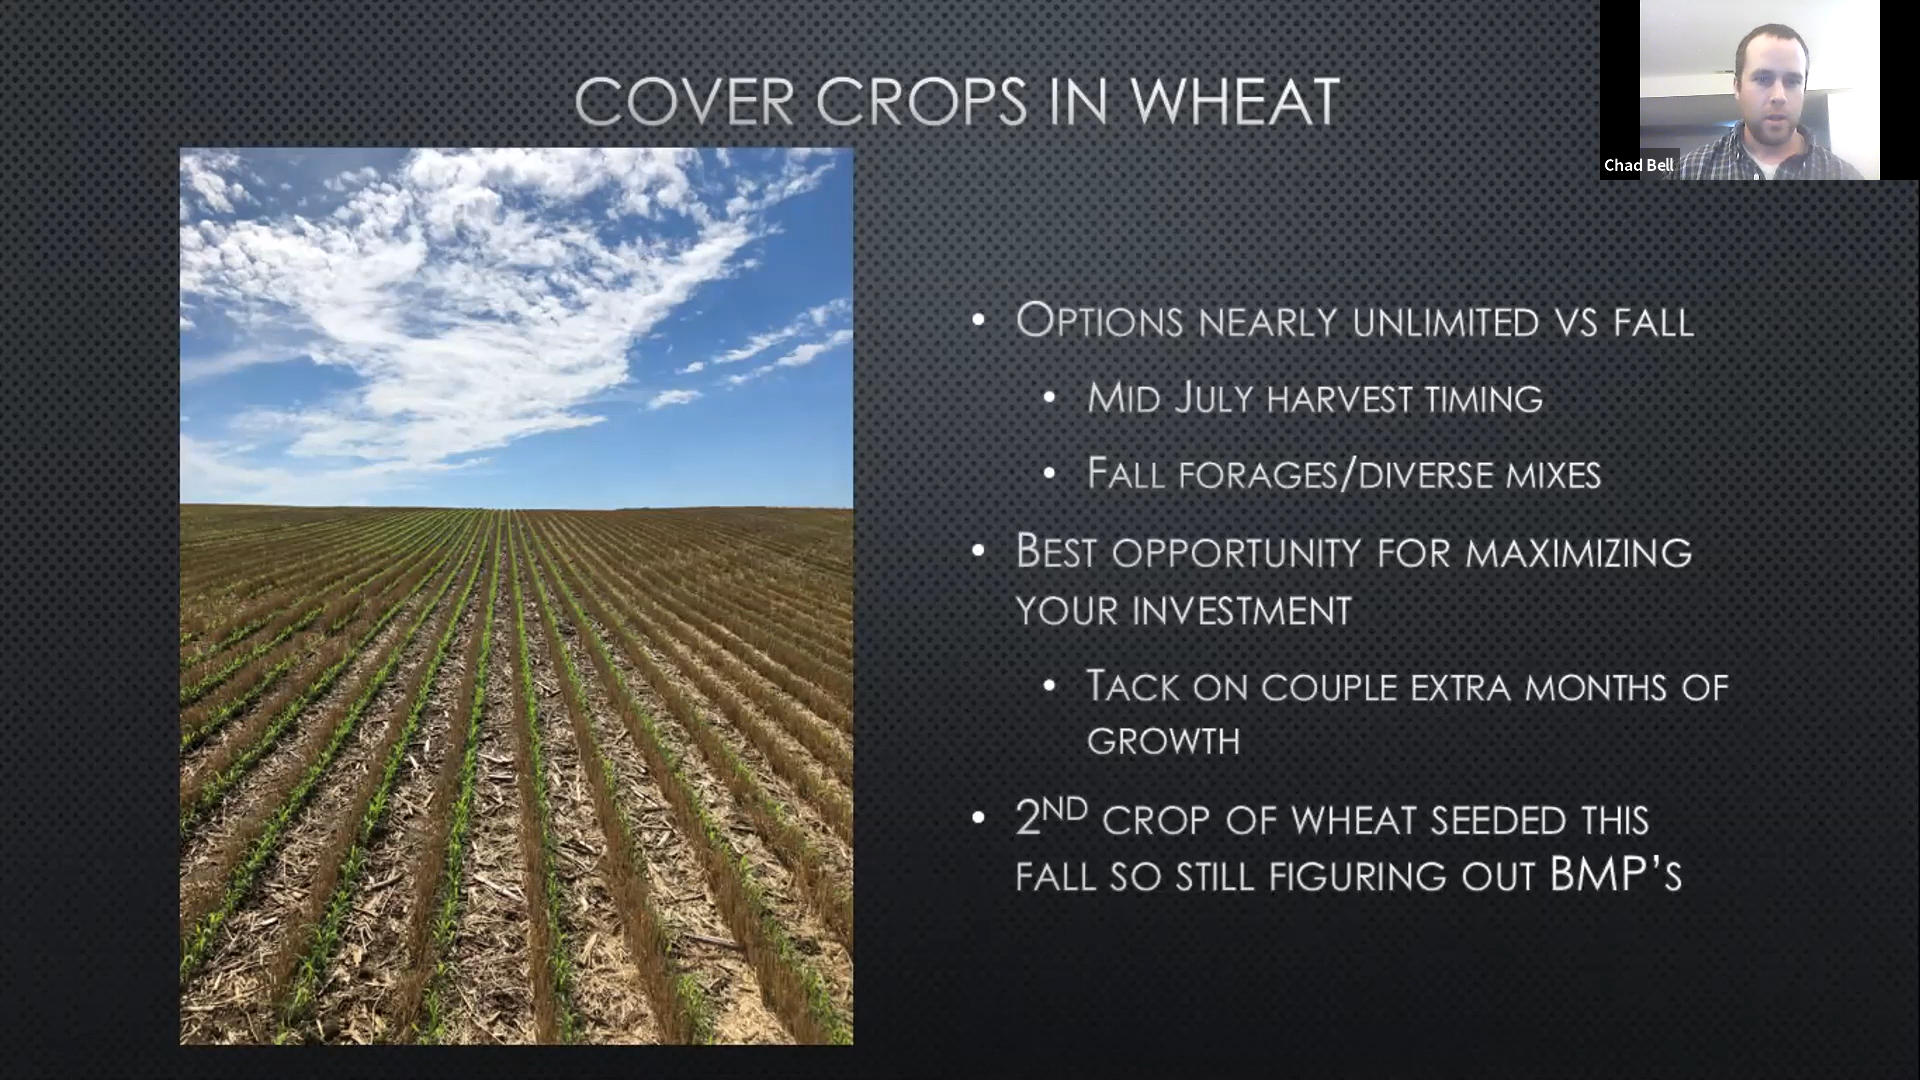 COVER CROPS IN WHEAT
Chad Bell
• OPTIONS NEARLY UNLIMITED VS FALL
• MID JULY HARVEST TIMING
• FALL FORAGES/DIVERSE MIXES
• BEST OPPORTUNITY FOR MAXIMIZING
YOUR INVESTMENT
• TACK ON COUPLE EXTRA MONTHS OF
GROWTH
• 2ND CROP OF WHEAT SEEDED THIS
FALL SO STILL FIGURING OUT BMP'S